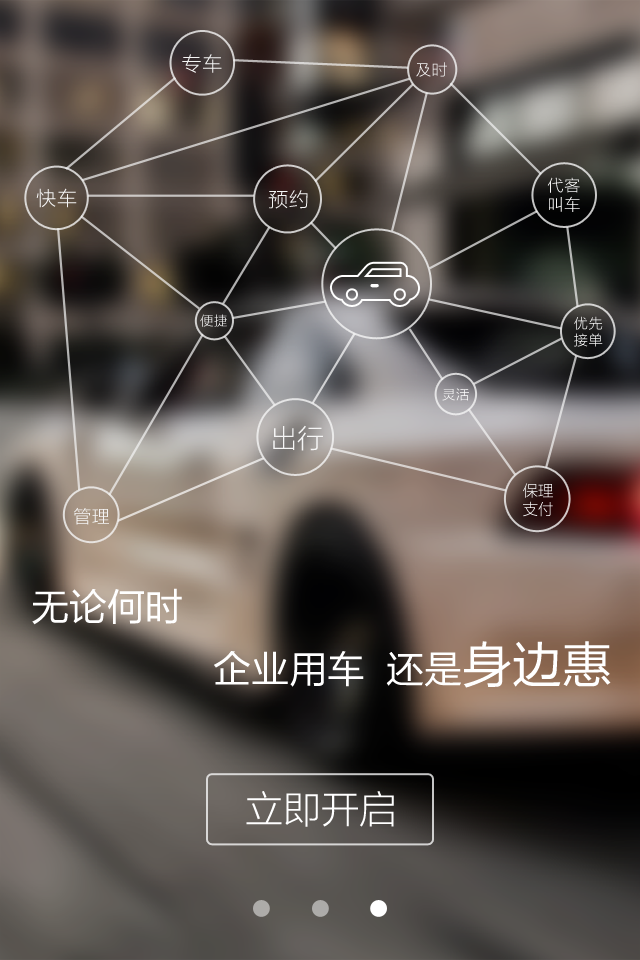 专车
及时
快车
预约
代客
叫车
便捷
优先
接单
灵活
出行
保理
支付
管理
无论何时
企业用车 还是身边惠
立即开启